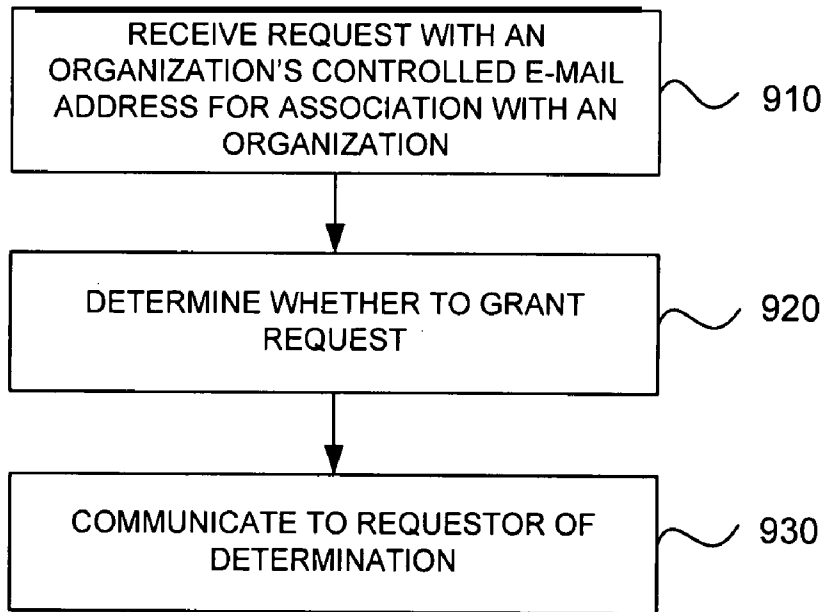 RECEIVE REQUEST WITH AN
ORGANIZATION'S CONTROLLED E-MAIL
ADDRESS FOR ASSOCIATION WITH AN
ORGANIZATION
910
DETERMINE WHETHER TO GRANT
REQUEST
920
COMMUNICATE TO REQUESTOR OF
DETERMINATION
930